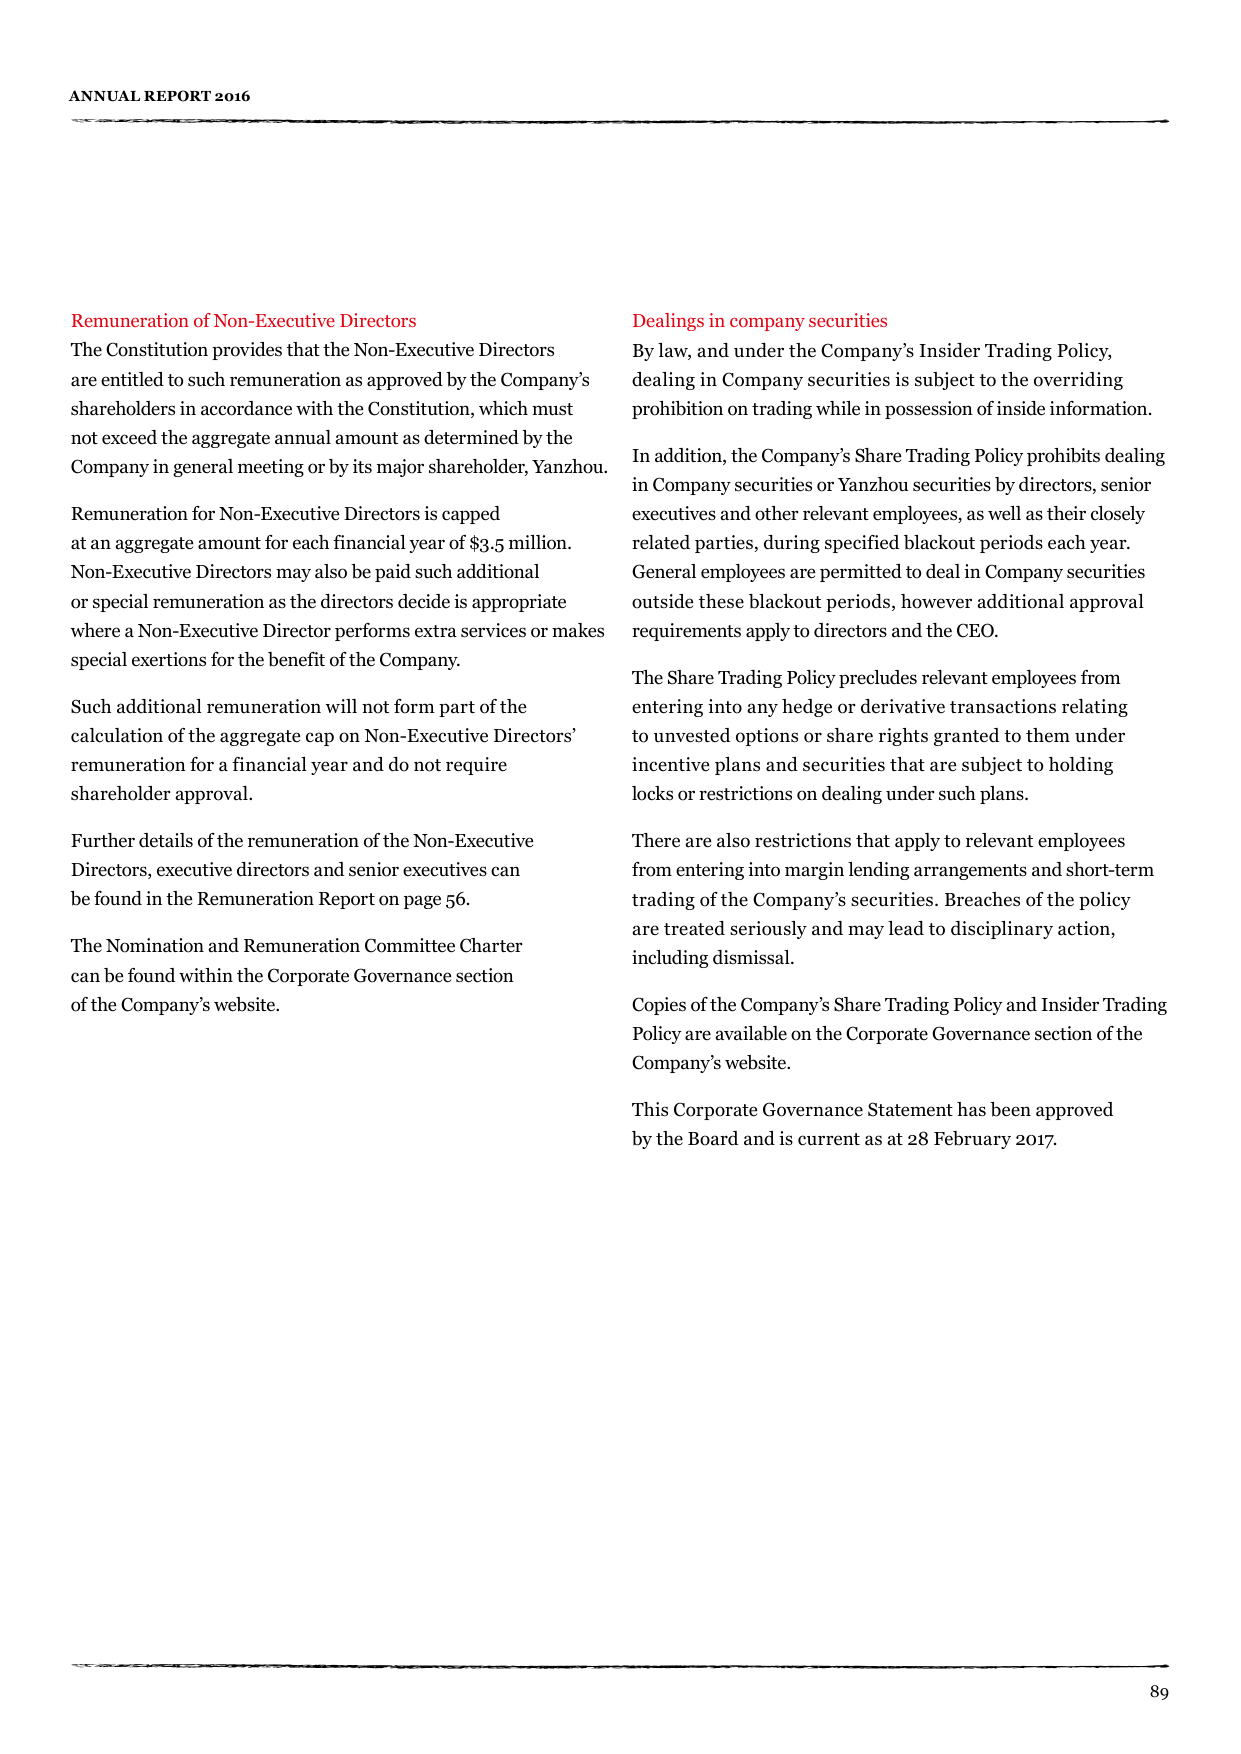 ANNUAL REPORT 2016
Remuneration of Non-Executive Directors
The Constitution provides that the Non-Executive Directors
are entitled to such remuneration as approved by the Company’s
shareholders in accordance with the Constitution, which must
not exceed the aggregate annual amount as determined by the
Company in general meeting or by its major shareholder, Yanzhou.
Remuneration for Non-Executive Directors is capped
at an aggregate amount for each financial year of $3.5 million.
Non-Executive Directors may also be paid such additional
or special remuneration as the directors decide is appropriate
where a Non-Executive Director performs extra services or makes
special exertions for the benefit of the Company.
Such additional remuneration will not form part of the
calculation of the aggregate cap on Non-Executive Directors’
remuneration for a financial year and do not require
shareholder approval.
Further details of the remuneration of the Non-Executive
Directors, executive directors and senior executives can
be found in the Remuneration Report on page 56.
The Nomination and Remuneration Committee Charter
can be found within the Corporate Governance section
of the Company’s website.
Dealings in company securities
By law, and under the Company’s Insider Trading Policy,
dealing in Company securities is subject to the overriding
prohibition on trading while in possession of inside information.
In addition, the Company’s Share Trading Policy prohibits dealing
in Company securities or Yanzhou securities by directors, senior
executives and other relevant employees, as well as their closely
related parties, during specified blackout periods each year.
General employees are permitted to deal in Company securities
outside these blackout periods, however additional approval
requirements apply to directors and the CEO.
The Share Trading Policy precludes relevant employees from
entering into any hedge or derivative transactions relating
to unvested options or share rights granted to them under
incentive plans and securities that are subject to holding
locks or restrictions on dealing under such plans.
There are also restrictions that apply to relevant employees
from entering into margin lending arrangements and short-term
trading of the Company’s securities. Breaches of the policy
are treated seriously and may lead to disciplinary action,
including dismissal.
Copies of the Company’s Share Trading Policy and Insider Trading
Policy are available on the Corporate Governance section of the
Company’s website.
This Corporate Governance Statement has been approved
by the Board and is current as at 28 February 2017.
89